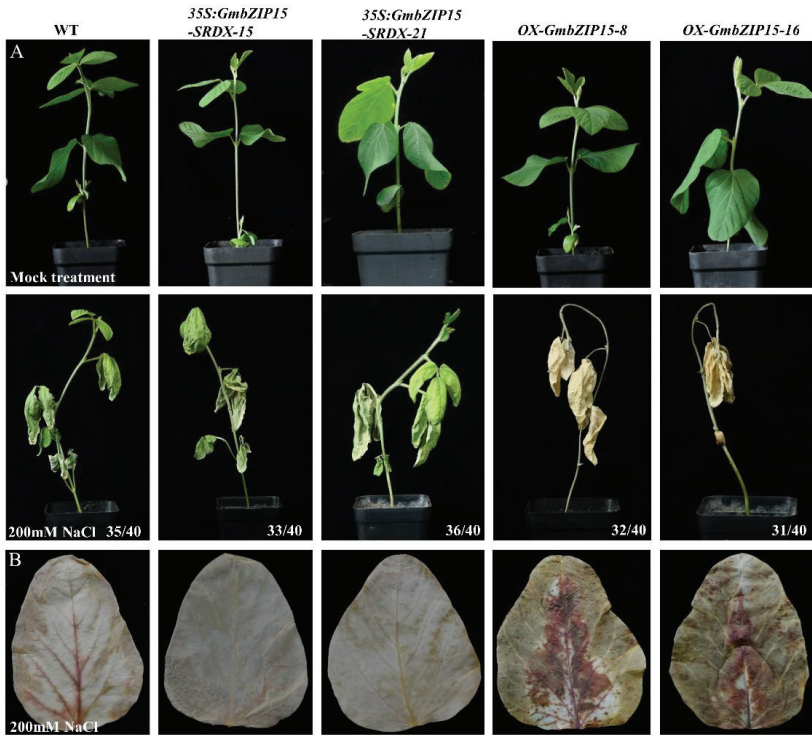 WT
35S:GmbZIP15
-SRDX-15
35S:GmbZIP15
-SRDX-21
OX-GmbZIP15-8
OX-GmbZIP15-16
A
Mock treatment
200mM NaCl 35/40
33/40
36/40
32/40
31/40
B
200mM NaCl